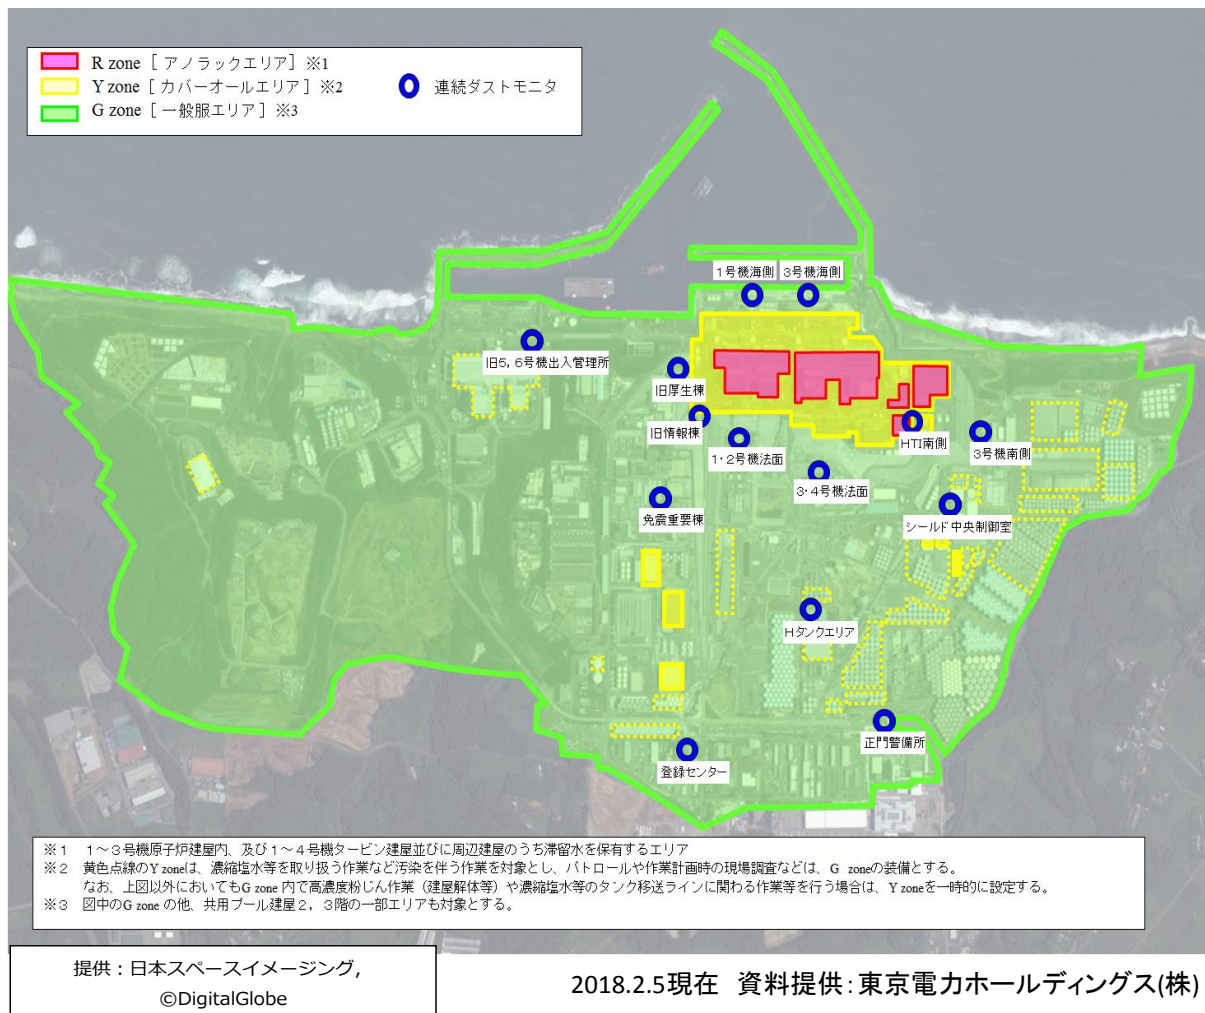 R zone [ アノラックエリア] ※1
Y zone [ カバーオールエリア] ※2
G zone [ 一般服エリア] ※3
連続ダストモニタ
1号機海側
3号機海側
旧5, 6号機出入管理所
旧厚生棟
旧情報棟
1・2号機法面
HTI南側
3号機南側
3・4号機法面
免震重要棟
シールド中央制御室
Hタンクエリア
正門警備所
登録センター
※1 1～3号機原子炉建屋内、及び1～4号機タービン建屋並びに周辺建屋のうち滞留水を保有するエリア
※2 黄色点線のY zoneは、濃縮塩水等を取り扱う作業など汚染を伴う作業を対象とし、パトロールや作業計画時の現場調査などは、G zoneの装備とする。
なお、上図以外においてもG zone 内で高濃度粉じん作業（建屋解体等）や濃縮塩水等のタンク移送ラインに関わる作業等を行う場合は、Y zoneを一時的に設定する。
※3 図中のG zone の他、共用プール建屋2，3階の一部エリアも対象とする。
提供：日本スペースイメージング,
©DigitalGlobe
2018.2.5現在 資料提供：東京電力ホールディングス(株)